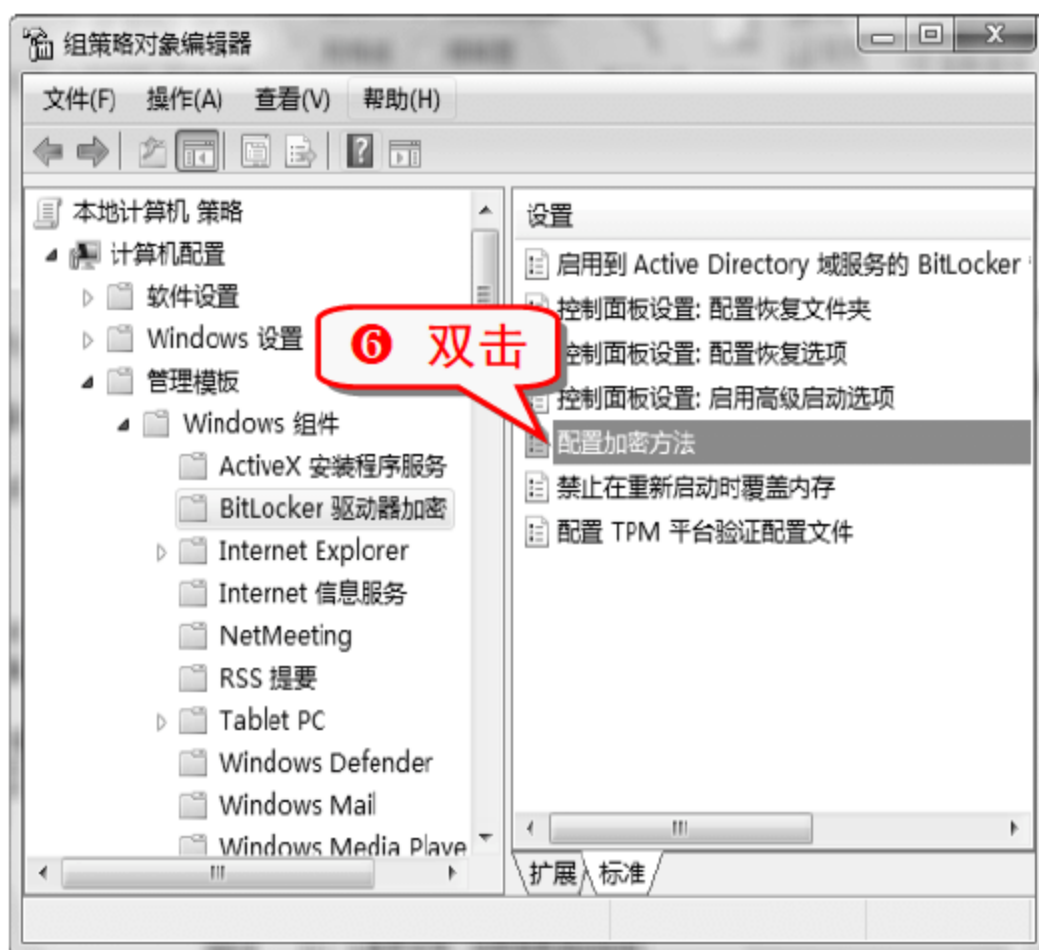 组策略对象编辑器
文件(F) 操作(A) 查看(V) 帮助(H)
本地计算机 策略
计算机配置
软件设置
Windows 设置
管理模板
Windows 组件
ActiveX 安装程序服务
BitLocker 驱动器加密
Internet Explorer
Internet 信息服务
NetMeeting
RSS 提要
Tablet PC
Windows Defender
Windows Mail
Windows Media Playe
❻ 双击
设置
启用到 Active Directory 域服务的 BitLocker
控制面板设置: 配置恢复文件夹
控制面板设置: 配置恢复选项
控制面板设置: 启用高级启动选项
配置加密方法
禁止在重新启动时覆盖内存
配置 TPM 平台验证配置文件
扩展 标准